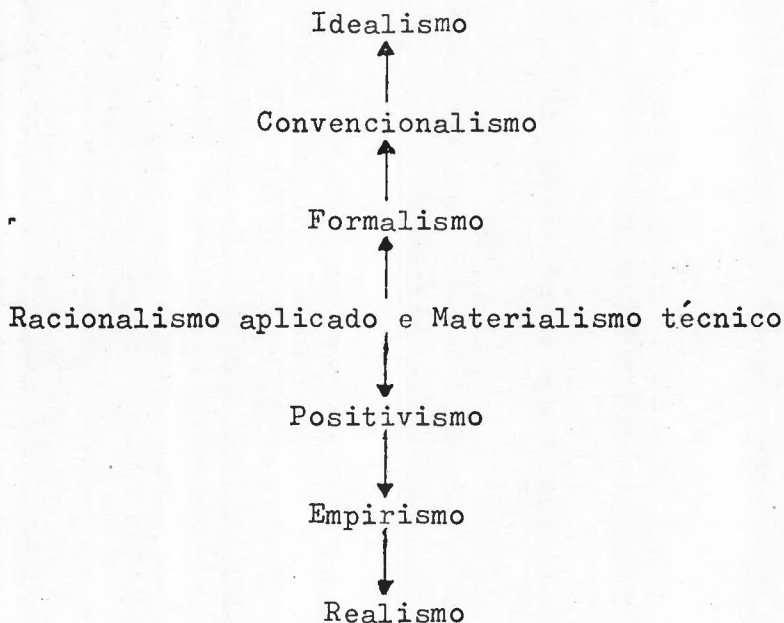 Idealismo
Convencionalismo
Formalismo
Racionalismo aplicado e Materialismo técnico
Positivismo
Empirismo
Realismo